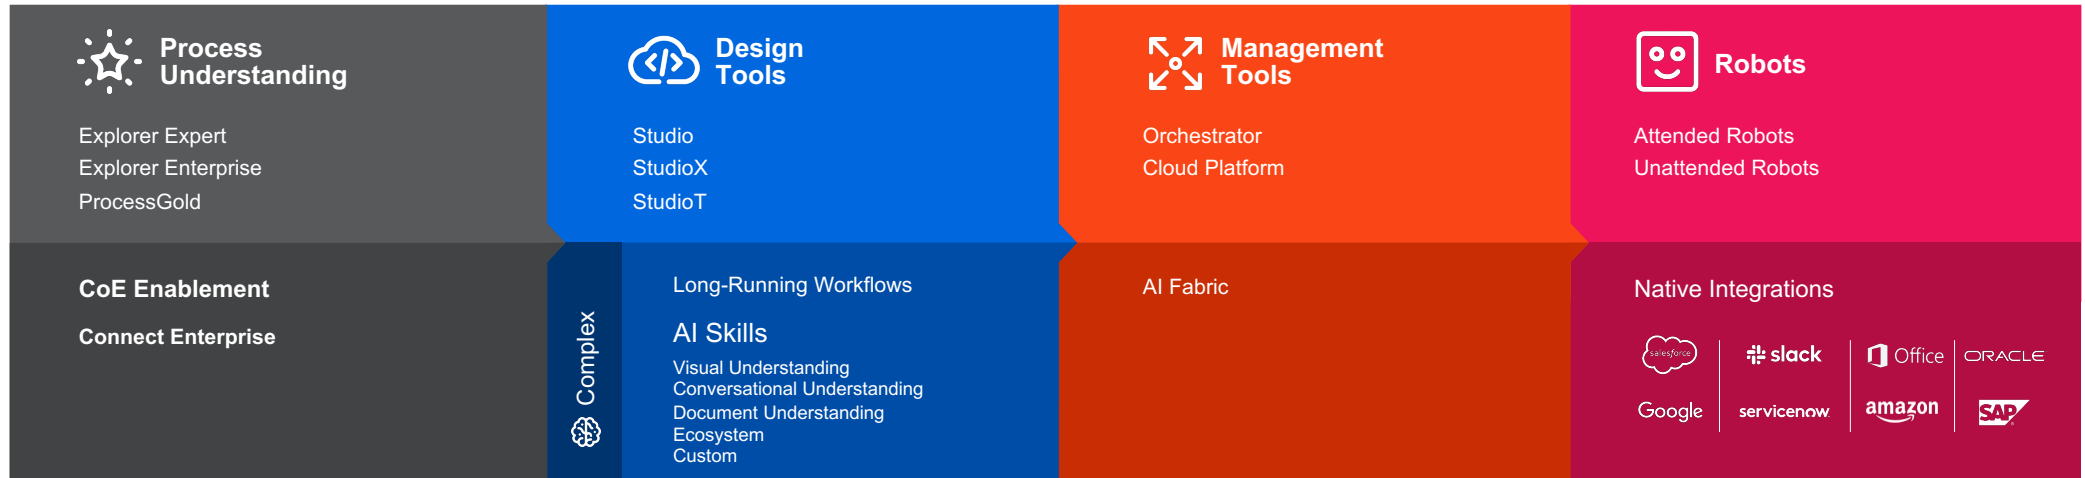 Process
Understanding
Explorer Expert
Explorer Enterprise
ProcessGold
CoE Enablement
Connect Enterprise
Design
Tools
Studio
StudioX
StudioT
Complex
Long-Running Workflows
AI Skills
Visual Understanding
Conversational Understanding
Document Understanding
Ecosystem
Custom
Management
Tools
Orchestrator
Cloud Platform
AI Fabric
Robots
Attended Robots
Unattended Robots
Native Integrations
salesforce
slack
Office
ORACLE
Google
servicenow
amazon
SAP